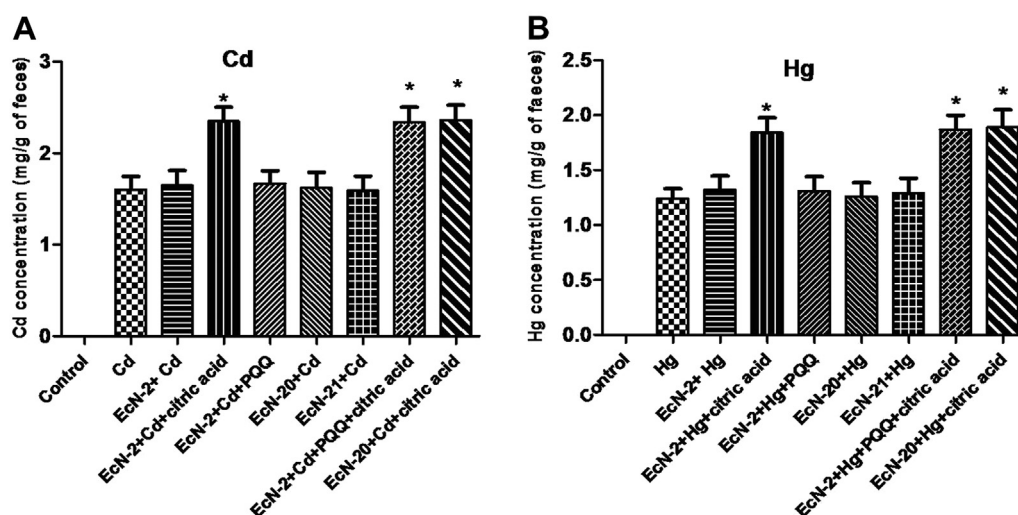 A
Cd
Cd concentration (mg/g of feces)
3
2
1
0
*
*
*
Control
Cd
EcN-2+ Cd
EcN-2+Cd+citric acid
EcN-2+Cd+PQQ
EcN-20+Cd
EcN-21+Cd
EcN-2+Cd+PQQ+citric acid
EcN-20+Cd+citric acid
B
Hg
Hg concentration (mg/g of faeces)
2.5
2.0
1.5
1.0
0.5
0.0
*
*
*
Control
Hg
EcN-2+ Hg
EcN-2+Hg+citric acid
EcN-2+Hg+PQQ
EcN-20+Hg
EcN-21+Hg
EcN-2+Hg+PQQ+citric acid
EcN-20+Hg+citric acid